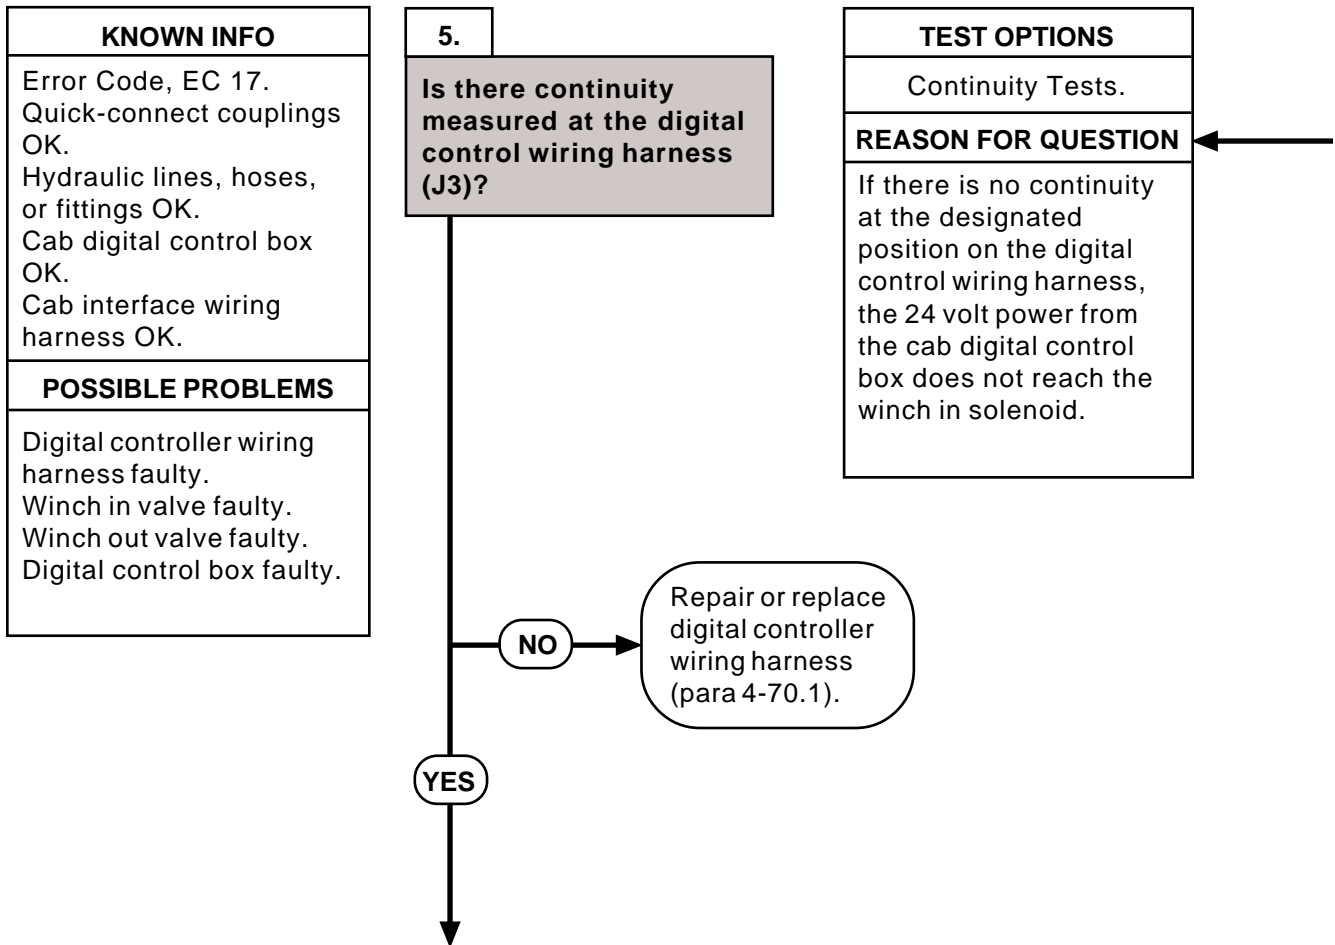 KNOWN INFO
Error Code, EC 17.
Quick-connect couplings
OK.
Hydraulic lines, hoses,
or fittings OK.
Cab digital control box
OK.
Cab interface wiring
harness OK.
POSSIBLE PROBLEMS
Digital controller wiring
harness faulty.
Winch in valve faulty.
Winch out valve faulty.
Digital control box faulty.
5.
Is there continuity
measured at the digital
control wiring harness
(J3)?
TEST OPTIONS
Continuity Tests.
REASON FOR QUESTION
If there is no continuity
at the designated
position on the digital
control wiring harness,
the 24 volt power from
the cab digital control
box does not reach the
winch in solenoid.
NO
Repair or replace
digital controller
wiring harness
(para 4-70.1).
YES